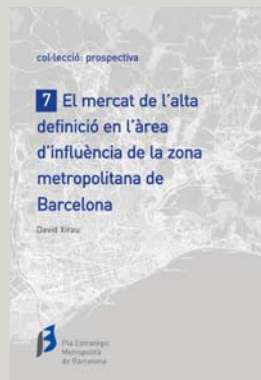 col·lecció: prospectiva
7 El mercat de l'alta
definició en l'àrea
d'influència de la zona
metropolitana de
Barcelona
David Xirau
Pla Estratègic
Metropolità
de Barcelona